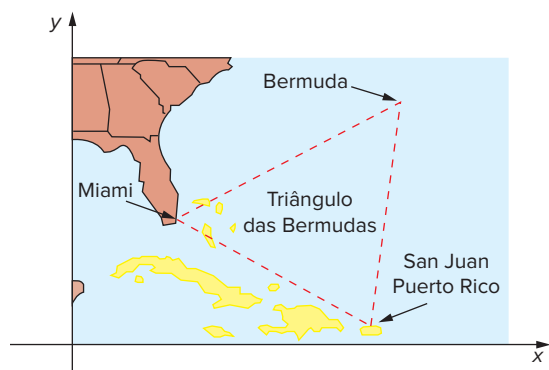 y
Bermuda
Miami
Triângulo
das Bermudas
San Juan
Puerto Rico
x